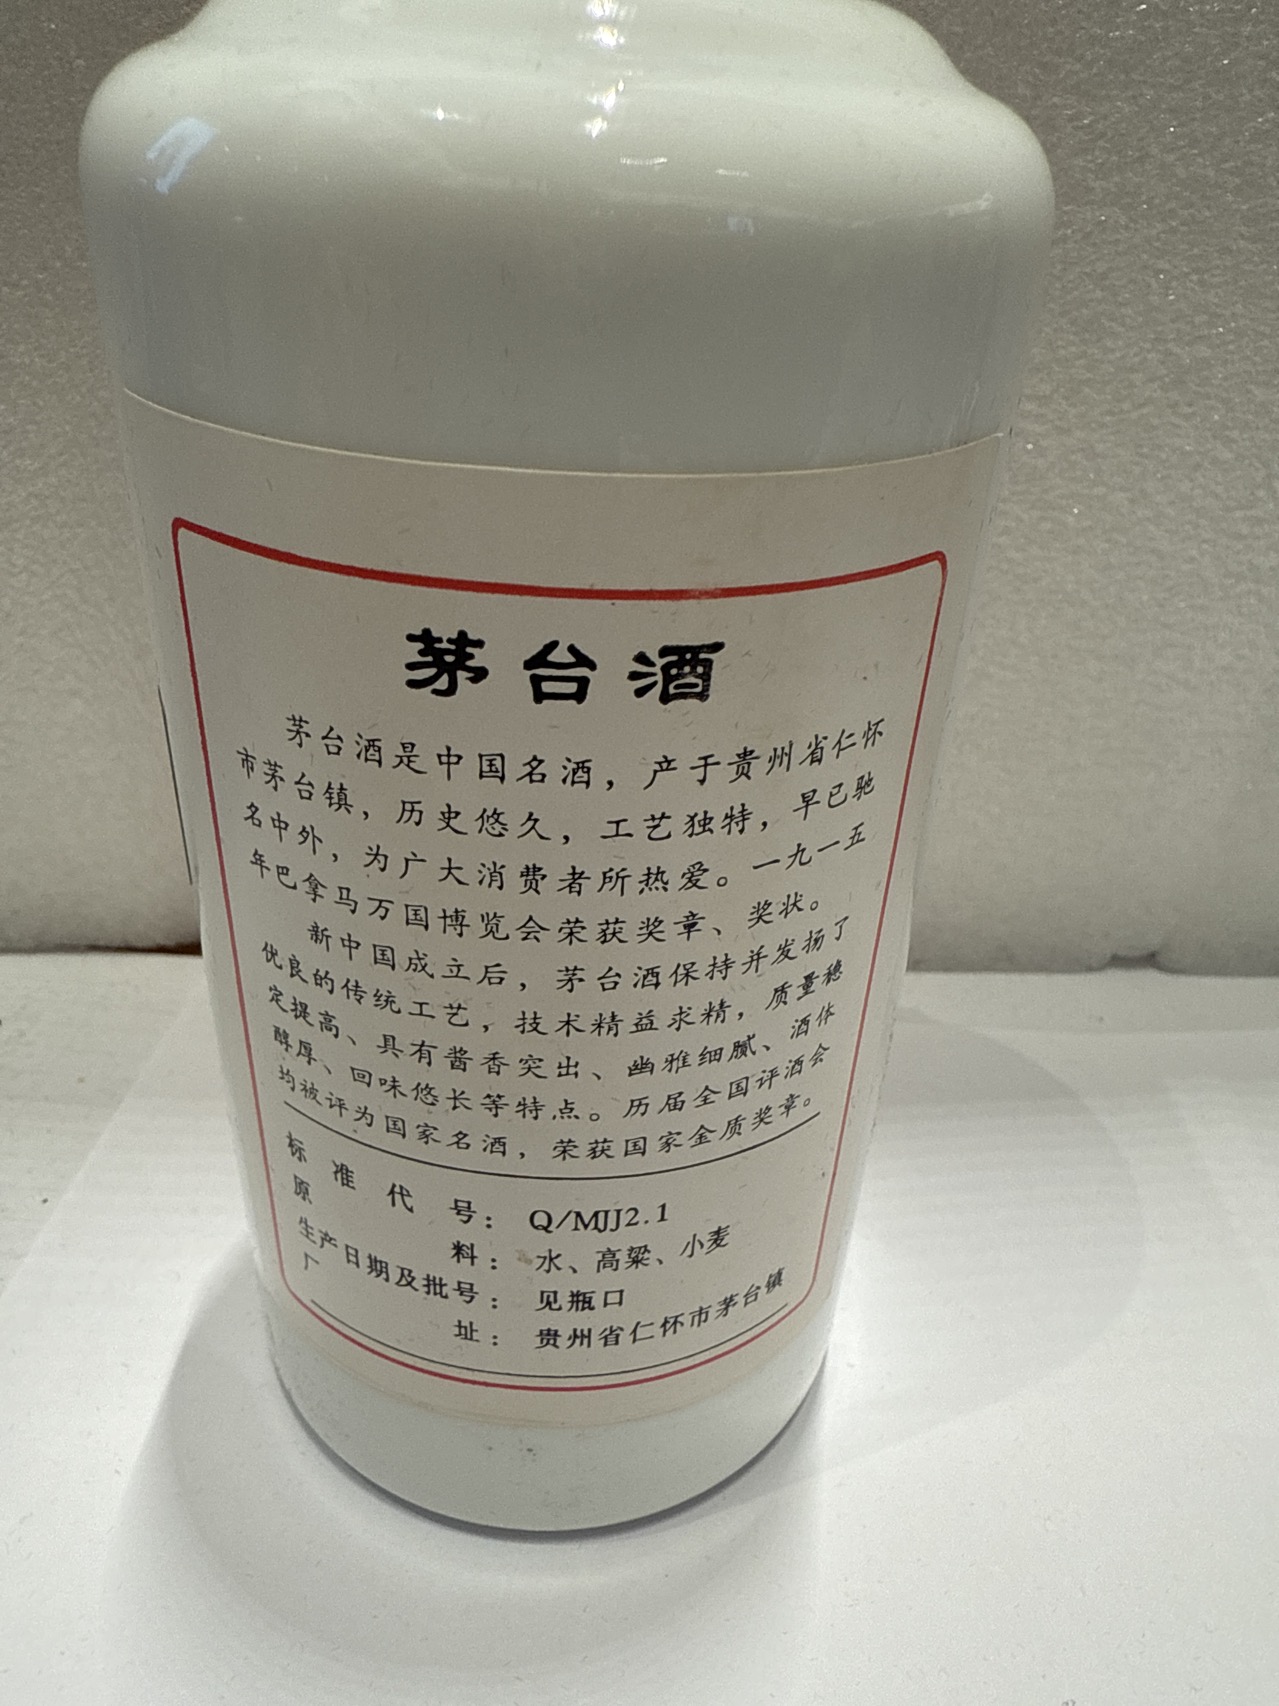 茅台酒
茅台酒是中国名酒，产于贵州省仁怀
市茅台镇，历史悠久，工艺独特，早已驰
名中外，为广大消费者所热爱。一九一五
年巴拿马万国博览会荣获奖章、奖状。
新中国成立后，茅台酒保持并发扬了
优良的传统工艺，技术精益求精，质量稳
定提高、具有酱香突出、幽雅细腻、酒体
醇厚、回味悠长等特点。历届全国评酒会
均被评为国家名酒，荣获国家金质奖章。
标准代号：Q/MJJ2.1
原料：水、高粱、小麦
生产日期及批号：见瓶口
厂址：贵州省仁怀市茅台镇